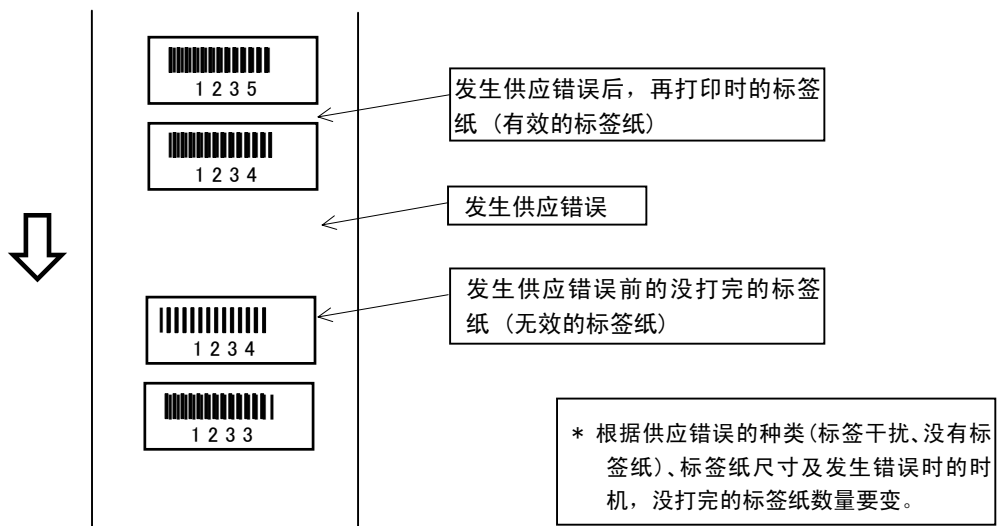 1235
发生供应错误后，再打印时的标签
纸 (有效的标签纸)
1234
发生供应错误
发生供应错误前的没打完的标签
纸 (无效的标签纸)
1234
1233
* 根据供应错误的种类(标签干扰、没有标
签纸)、标签纸尺寸及发生错误时的时
机，没打完的标签纸数量要变。